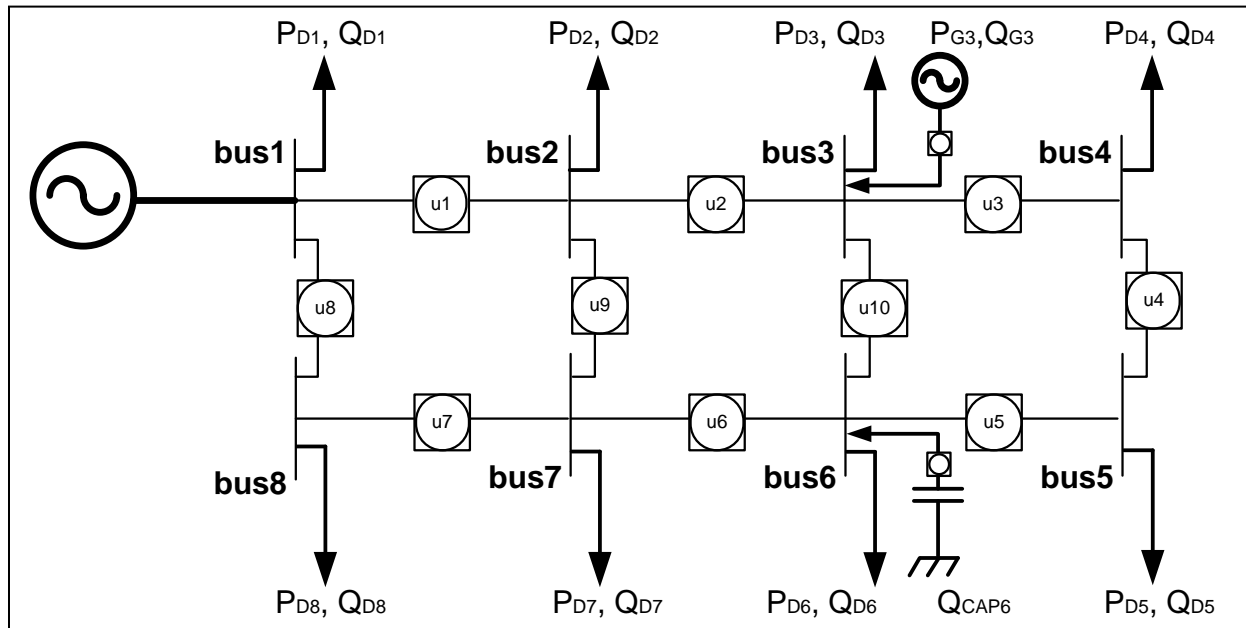 PD1, QD1 PD2, QD2 PD3, QD3 PG3,QG3 PD4, QD4
bus1 bus2 bus3 bus4
u1 u2 u3
u8 u9 u10 u4
u7 u6 u5
bus8 bus7 bus6 bus5
PD8, QD8 PD7, QD7 PD6, QD6 QCAP6 PD5, QD5